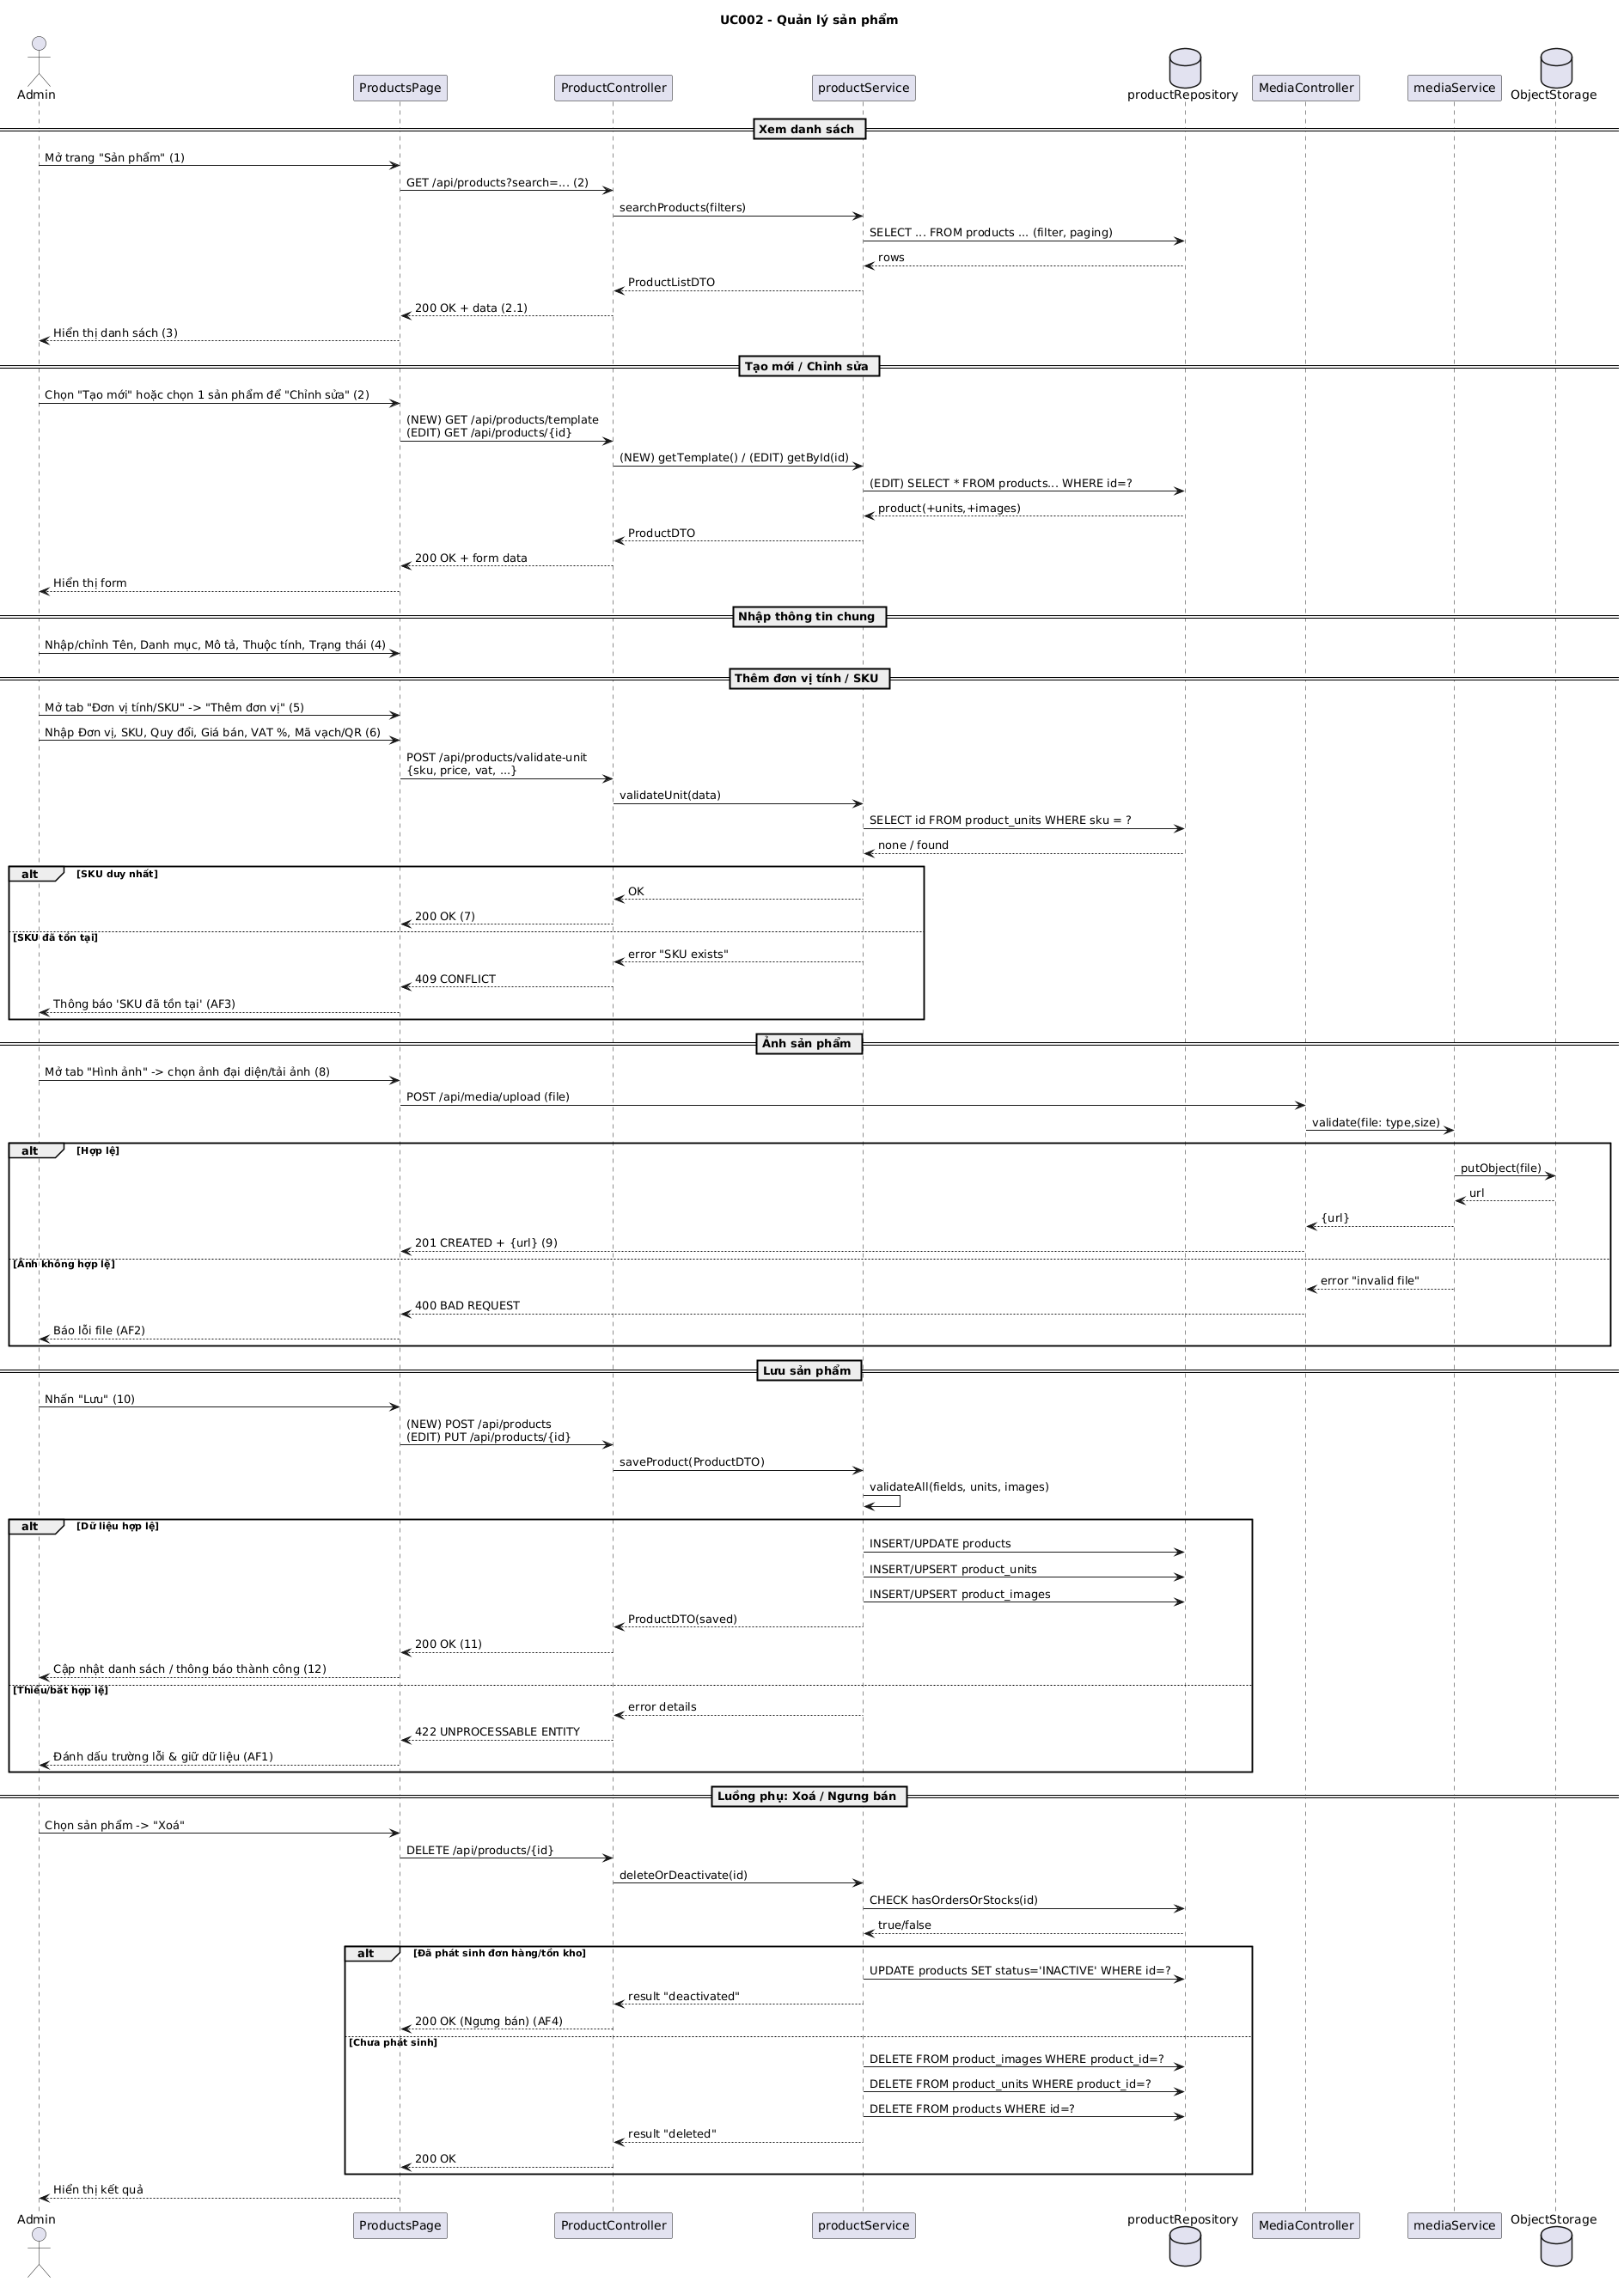 UC002 - Quản lý sản phẩm
Admin
ProductsPage
ProductController
productService
productRepository
MediaController
mediaService
ObjectStorage
Xem danh sách
Mở trang "Sản phẩm" (1)
GET /api/products?search=... (2)
searchProducts(filters)
SELECT ... FROM products ... (filter, paging)
rows
ProductListDTO
200 OK + data (2.1)
Hiển thị danh sách (3)
Tạo mới / Chỉnh sửa
Chọn "Tạo mới" hoặc chọn 1 sản phẩm để "Chỉnh sửa" (2)
(NEW) GET /api/products/template
(EDIT) GET /api/products/{id}
(NEW) getTemplate() / (EDIT) getById(id)
(EDIT) SELECT * FROM products... WHERE id=?
product(+units,+images)
ProductDTO
200 OK + form data
Hiển thị form
Nhập thông tin chung
Nhập/chỉnh Tên, Danh mục, Mô tả, Thuộc tính, Trạng thái (4)
Thêm đơn vị tính / SKU
Mở tab "Đơn vị tính/SKU" -> "Thêm đơn vị" (5)
Nhập Đơn vị, SKU, Quy đổi, Giá bán, VAT %, Mã vạch/QR (6)
POST /api/products/validate-unit
{sku, price, vat, ...}
validateUnit(data)
SELECT id FROM product_units WHERE sku = ?
none / found
alt
[SKU duy nhất]
OK
200 OK (7)
[SKU đã tồn tại]
error "SKU exists"
409 CONFLICT
Thông báo 'SKU đã tồn tại' (AF3)
Ảnh sản phẩm
Mở tab "Hình ảnh" -> chọn ảnh đại diện/tải ảnh (8)
POST /api/media/upload (file)
validate(file: type,size)
alt
[Hợp lệ]
putObject(file)
url
{url}
201 CREATED + {url} (9)
[Ảnh không hợp lệ]
error "invalid file"
400 BAD REQUEST
Báo lỗi file (AF2)
Lưu sản phẩm
Nhấn "Lưu" (10)
(NEW) POST /api/products
(EDIT) PUT /api/products/{id}
saveProduct(ProductDTO)
validateAll(fields, units, images)
alt
[Dữ liệu hợp lệ]
INSERT/UPDATE products
INSERT/UPSERT product_units
INSERT/UPSERT product_images
ProductDTO(saved)
200 OK (11)
Cập nhật danh sách / thông báo thành công (12)
[Thiếu/bất hợp lệ]
error details
422 UNPROCESSABLE ENTITY
Đánh dấu trường lỗi & giữ dữ liệu (AF1)
Luồng phụ: Xoá / Ngưng bán
Chọn sản phẩm -> "Xoá"
DELETE /api/products/{id}
deleteOrDeactivate(id)
CHECK hasOrdersOrStocks(id)
true/false
alt
[Đã phát sinh đơn hàng/tồn kho]
UPDATE products SET status='INACTIVE' WHERE id=?
result "deactivated"
200 OK (Ngưng bán) (AF4)
[Chưa phát sinh]
DELETE FROM product_images WHERE product_id=?
DELETE FROM product_units WHERE product_id=?
DELETE FROM products WHERE id=?
result "deleted"
200 OK
Hiển thị kết quả
Admin
ProductsPage
ProductController
productService
productRepository
MediaController
mediaService
ObjectStorage